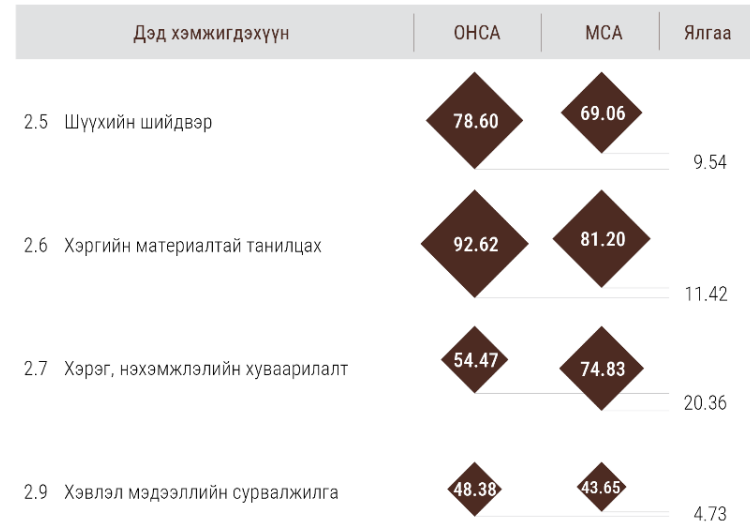 Дэд хэмжигдэхүүн ОНСА МСА Ялгаа
2.5 Шүүхийн шийдвэр 78.60 69.06 9.54
2.6 Хэргийн материалтай танилцах 92.62 81.20 11.42
2.7 Хэрэг, нэхэмжлэлийн хуваарилалт 54.47 74.83 20.36
2.9 Хэвлэл мэдээллийн сурвалжилга 48.38 43.65 4.73